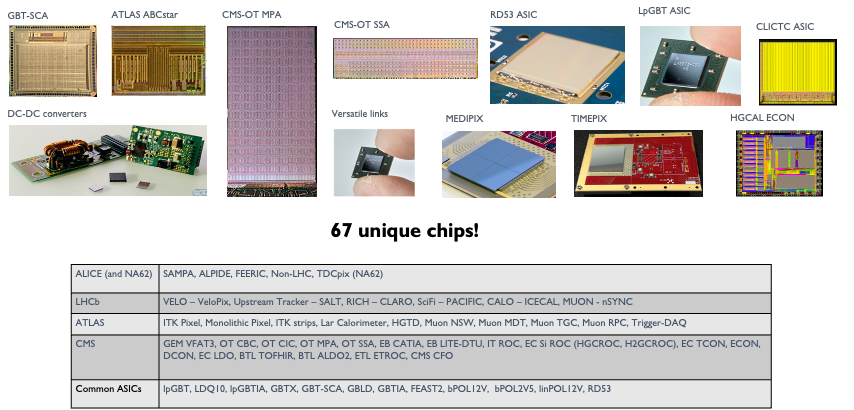 GBT-SCA
ATLAS ABCstar
CMS-OT MPA
CMS-OT SSA
RD53 ASIC
LpGBT ASIC
CLICTC ASIC
DC-DC converters
Versatile links
MEDIPIX
TIMEPIX
HGCAL ECON
67 unique chips!
ALICE (and NA62) SAMPA, ALPIDE, FEERIC, Non-LHC, TDCpix (NA62)
LHCb VELO – VeloPix, Upstream Tracker – SALT, RICH – CLARO, SciFi – PACIFIC, CALO – ICECAL, MUON - nSYNC
ATLAS ITK Pixel, Monolithic Pixel, ITK strips, Lar Calorimeter, HGTD, Muon NSW, Muon MDT, Muon TGC, Muon RPC, Trigger-DAQ
CMS GEM VFAT3, OT CBC, OT CIC, OT MPA, OT SSA, EB CATIA, EB LITE-DTU, IT ROC, EC Si ROC (HGCROC, H2GCROC), EC TCON, ECON,
DCON, EC LDO, BTL TOFHIR, BTL ALDO2, ETL ETROC, CMS CFO
Common ASICs lpGBT, LDQ10, lpGBTIA, GBTX, GBT-SCA, GBLD, GBTIA, FEAST2, bPOL12V, bPOL2V5, linPOL12V, RD53